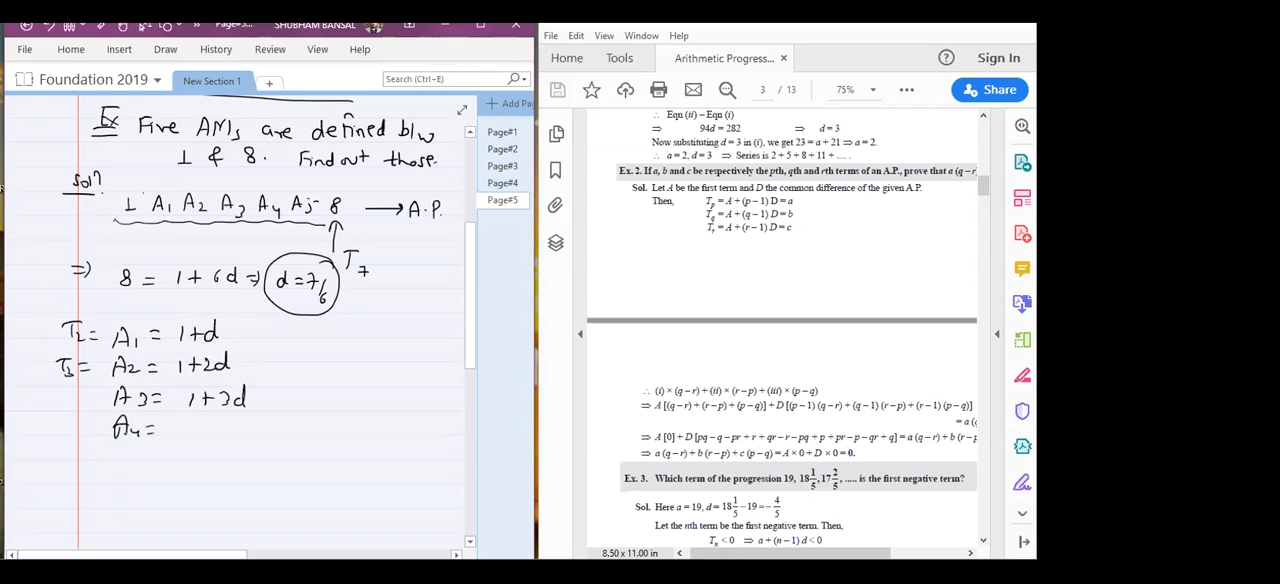 SHUBHAM BANSAL
File Home Insert Draw History Review View Help
Foundation 2019 New Section 1 + Search (Ctrl+E)
+ Add Pa
Page#1
Page#2
Page#3
Page#4
Page#5
Ex Five AMs are defined b/w
1 & 8. Find out those.
Solⁿ
1 A₁ A₂ A₃ A₄ A₅ 8 → A.P.
T₇
⇒ 8 = 1 + 6d ⇒ d = 7/6
T₂ = A₁ = 1+d
T₃ = A₂ = 1+2d
A₃ = 1+3d
A₄ =
File Edit View Window Help
Home Tools Arithmetic Progress... × ? Sign In
3 / 13 75% Share
∴ Eqn (ii) – Eqn (i)
⇒ 94d = 282 ⇒ d = 3
Now substituting d = 3 in (i), we get 23 = a + 21 ⇒ a = 2.
∴ a = 2, d = 3 ⇒ Series is 2 + 5 + 8 + 11 + .... .
Ex. 2. If a, b and c be respectively the pth, qth and rth terms of an A.P., prove that a (q – r)
Sol. Let A be the first term and D the common difference of the given A.P.
Then, Tₚ = A + (p – 1) D = a
T_q = A + (q – 1) D = b
Tᵣ = A + (r – 1) D = c
∴ (i) × (q – r) + (ii) × (r – p) + (iii) × (p – q)
⇒ A [(q – r) + (r – p) + (p – q)] + D [(p – 1) (q – r) + (q – 1) (r – p) + (r – 1) (p – q)]
= a (q
⇒ A [0] + D [pq – q – pr + r + qr – r – pq + p + pr – p – qr + q] = a (q – r) + b (r – p
⇒ a (q – r) + b (r – p) + c (p – q) = A × 0 + D × 0 = 0.
Ex. 3. Which term of the progression 19, 18 1/5, 17 2/5, ..... is the first negative term?
Sol. Here a = 19, d = 18 1/5 – 19 = – 4/5
Let the nth term be the first negative term. Then,
Tₙ < 0 ⇒ a + (n – 1) d < 0
8.50 x 11.00 in